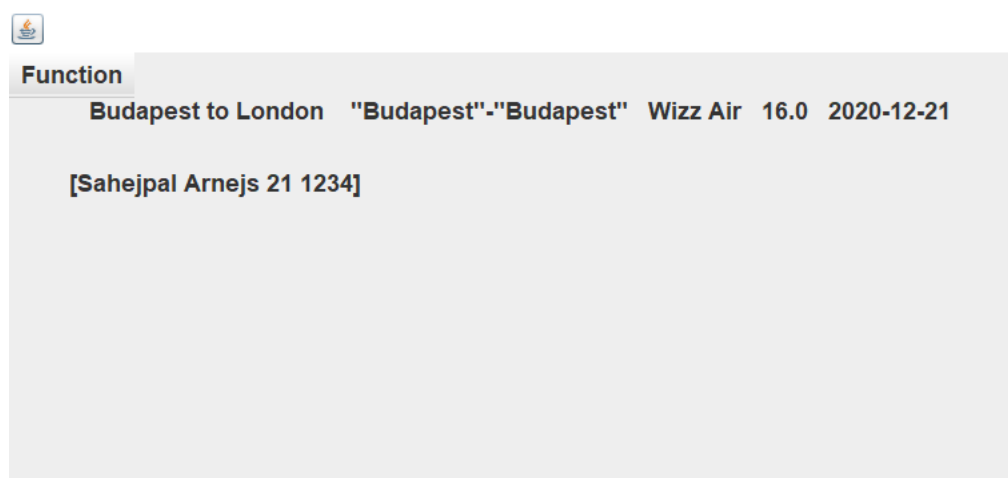 Function
Budapest to London "Budapest"-"Budapest" Wizz Air 16.0 2020-12-21
[Sahejpal Arnejs 21 1234]